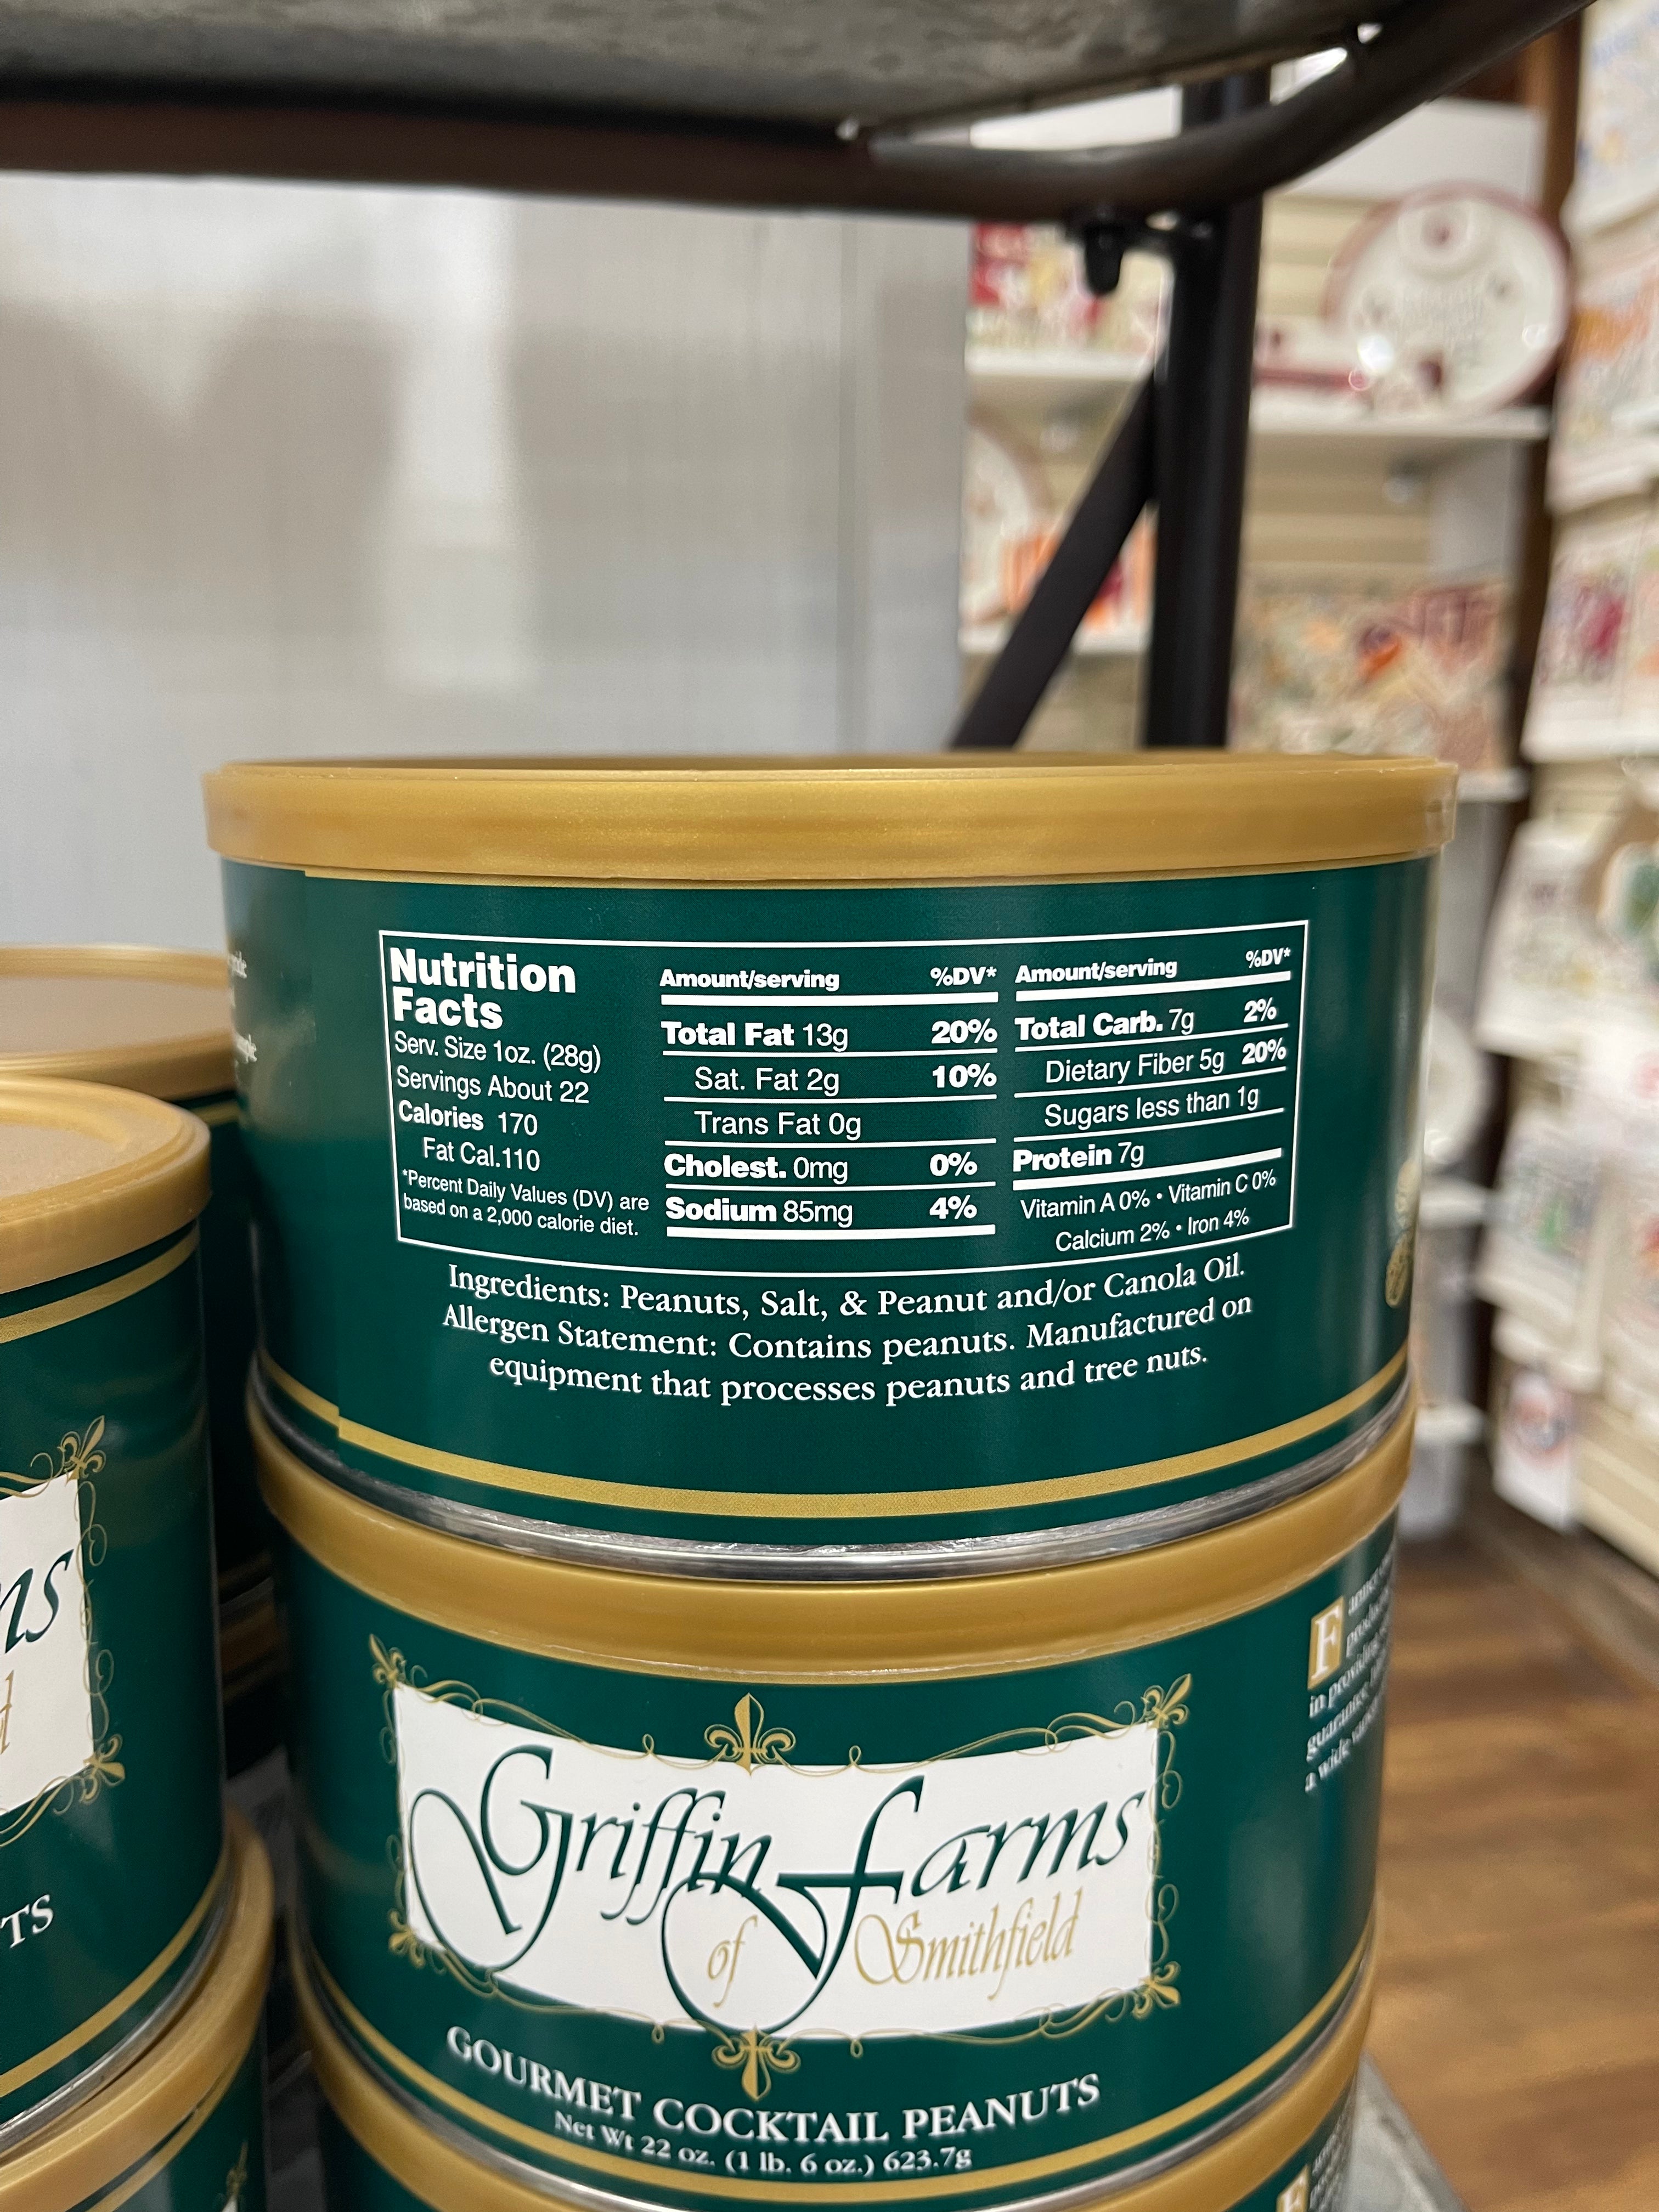 Nutrition
Facts
Serv. Size 1oz. (28g)
Servings About 22
Calories 170
Fat Cal.110
*Percent Daily Values (DV) are
based on a 2,000 calorie diet.
Amount/serving %DV*
Total Fat 13g 20%
Sat. Fat 2g 10%
Trans Fat 0g
Cholest. 0mg 0%
Sodium 85mg 4%
Amount/serving %DV*
Total Carb. 7g 2%
Dietary Fiber 5g 20%
Sugars less than 1g
Protein 7g
Vitamin A 0% • Vitamin C 0%
Calcium 2% • Iron 4%
Ingredients: Peanuts, Salt, & Peanut and/or Canola Oil.
Allergen Statement: Contains peanuts. Manufactured on
equipment that processes peanuts and tree nuts.
Griffin Farms
of Smithfield
GOURMET COCKTAIL PEANUTS
Net Wt 22 oz. (1 lb. 6 oz.) 623.7g
in providing
a wide
ms
TS